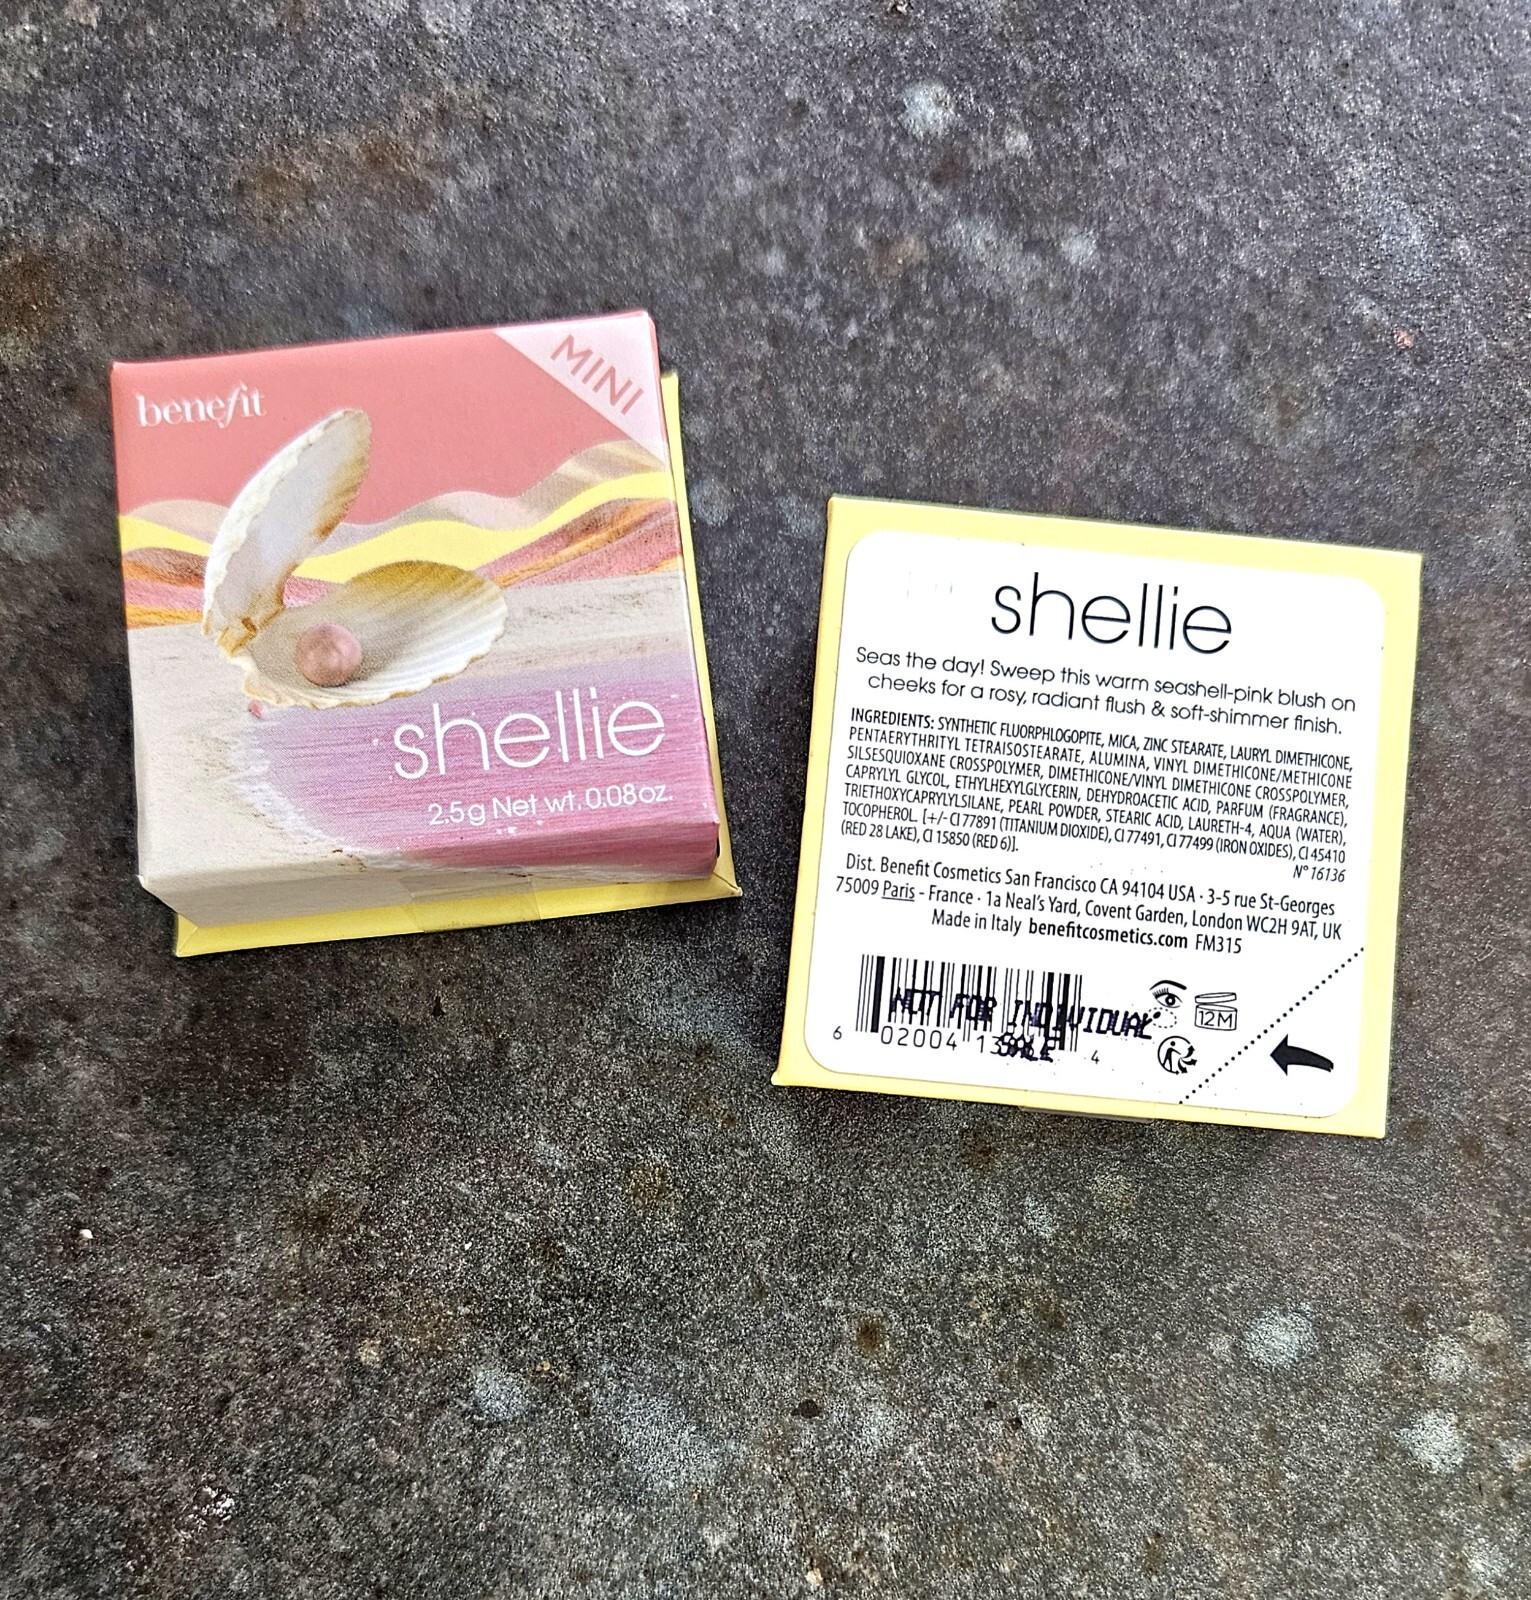 benefit
MINI
shellie
2.5g Net wt. 0.08oz.
shellie
Seas the day! Sweep this warm seashell-pink blush on
cheeks for a rosy, radiant flush & soft-shimmer finish.
INGREDIENTS: SYNTHETIC FLUORPHLOGOPITE, MICA, ZINC STEARATE, LAURYL DIMETHICONE,
PENTAERYTHRITYL TETRAISOSTEARATE, ALUMINA, VINYL DIMETHICONE/METHICONE
SILSESQUIOXANE CROSSPOLYMER, DIMETHICONE/VINYL DIMETHICONE CROSSPOLYMER,
CAPRYLYL GLYCOL, ETHYLHEXYLGLYCERIN, DEHYDROACETIC ACID, PARFUM (FRAGRANCE),
TRIETHOXYCAPRYLYLSILANE, PEARL POWDER, STEARIC ACID, LAURETH-4, AQUA (WATER),
TOCOPHEROL. [+/- CI 77891 (TITANIUM DIOXIDE), CI 77491, CI 77499 (IRON OXIDES), CI 45410
(RED 28 LAKE), CI 15850 (RED 6)].
N° 16136
Dist. Benefit Cosmetics San Francisco CA 94104 USA · 3-5 rue St-Georges
75009 Paris - France · 1a Neal's Yard, Covent Garden, London WC2H 9AT, UK
Made in Italy benefitcosmetics.com FM315
NOT FOR INDIVIDUAL
SALE
12M
6 02004 13 4